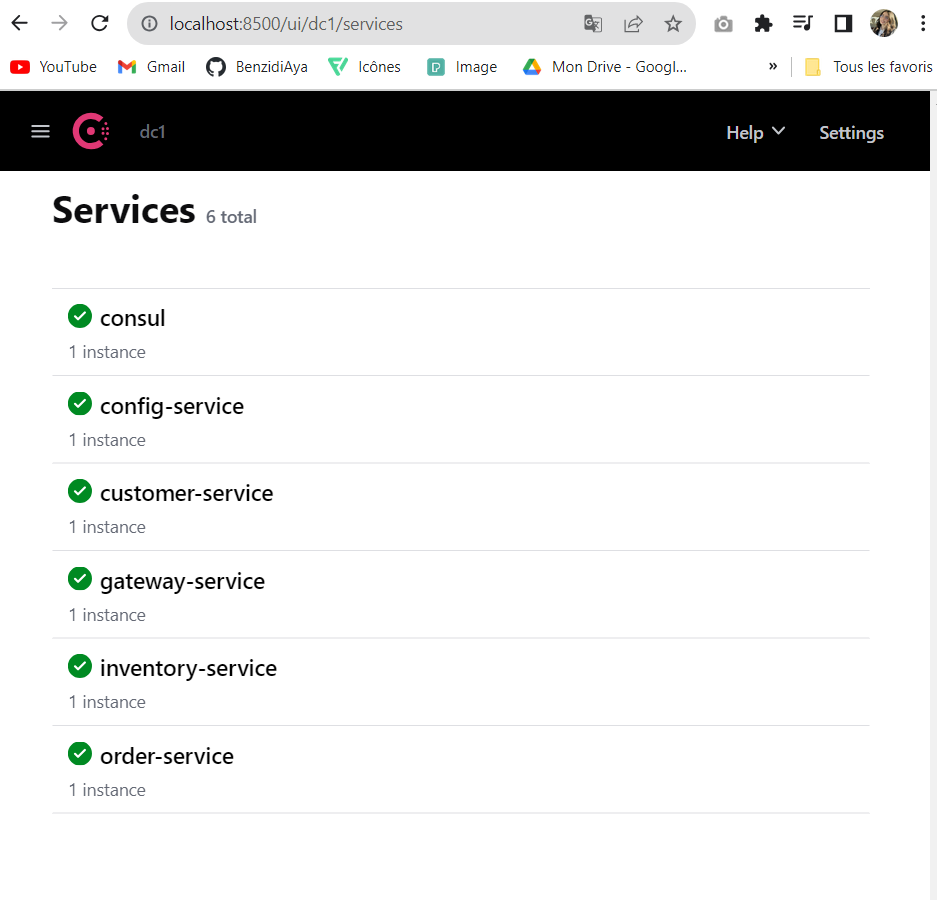 localhost:8500/ui/dc1/services
YouTube Gmail BenzidiAya Icônes Image Mon Drive - Googl... » Tous les favoris
dc1 Help Settings
Services 6 total
consul
1 instance
config-service
1 instance
customer-service
1 instance
gateway-service
1 instance
inventory-service
1 instance
order-service
1 instance